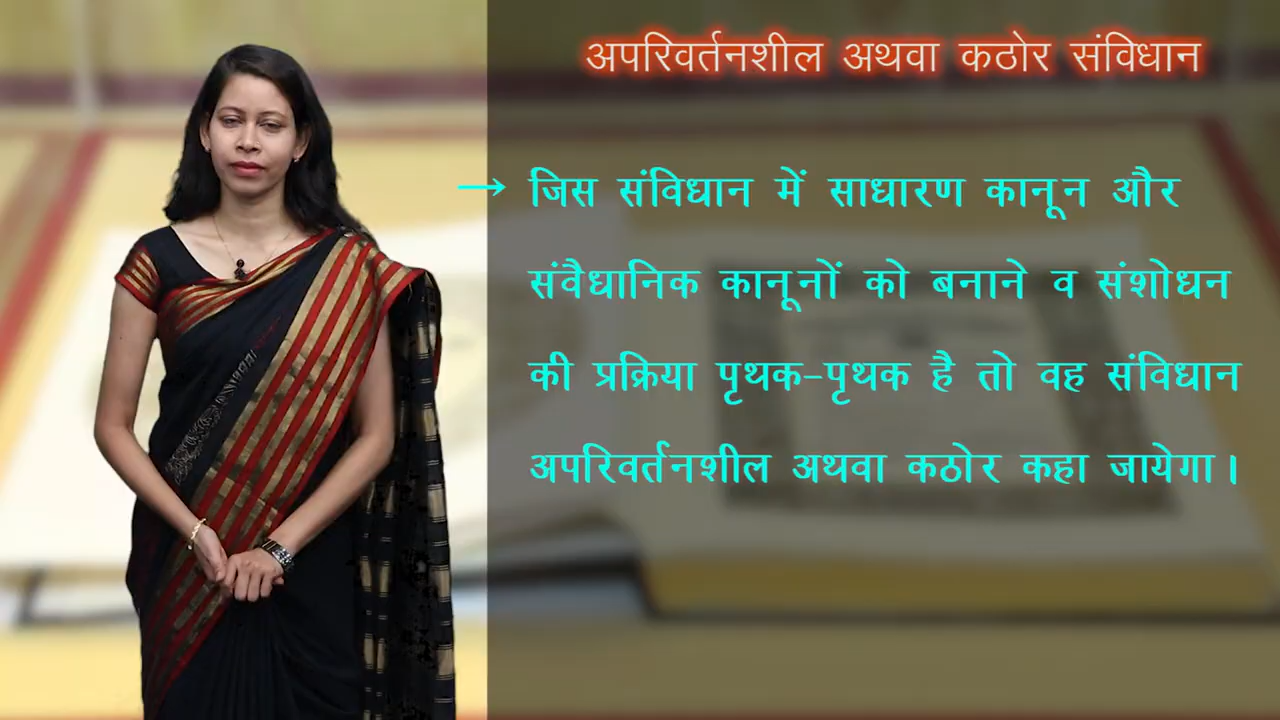 अपरिवर्तनशील अथवा कठोर संविधान
→ जिस संविधान में साधारण कानून और
संवैधानिक कानूनों को बनाने व संशोधन
की प्रक्रिया पृथक-पृथक है तो वह संविधान
अपरिवर्तनशील अथवा कठोर कहा जायेगा।